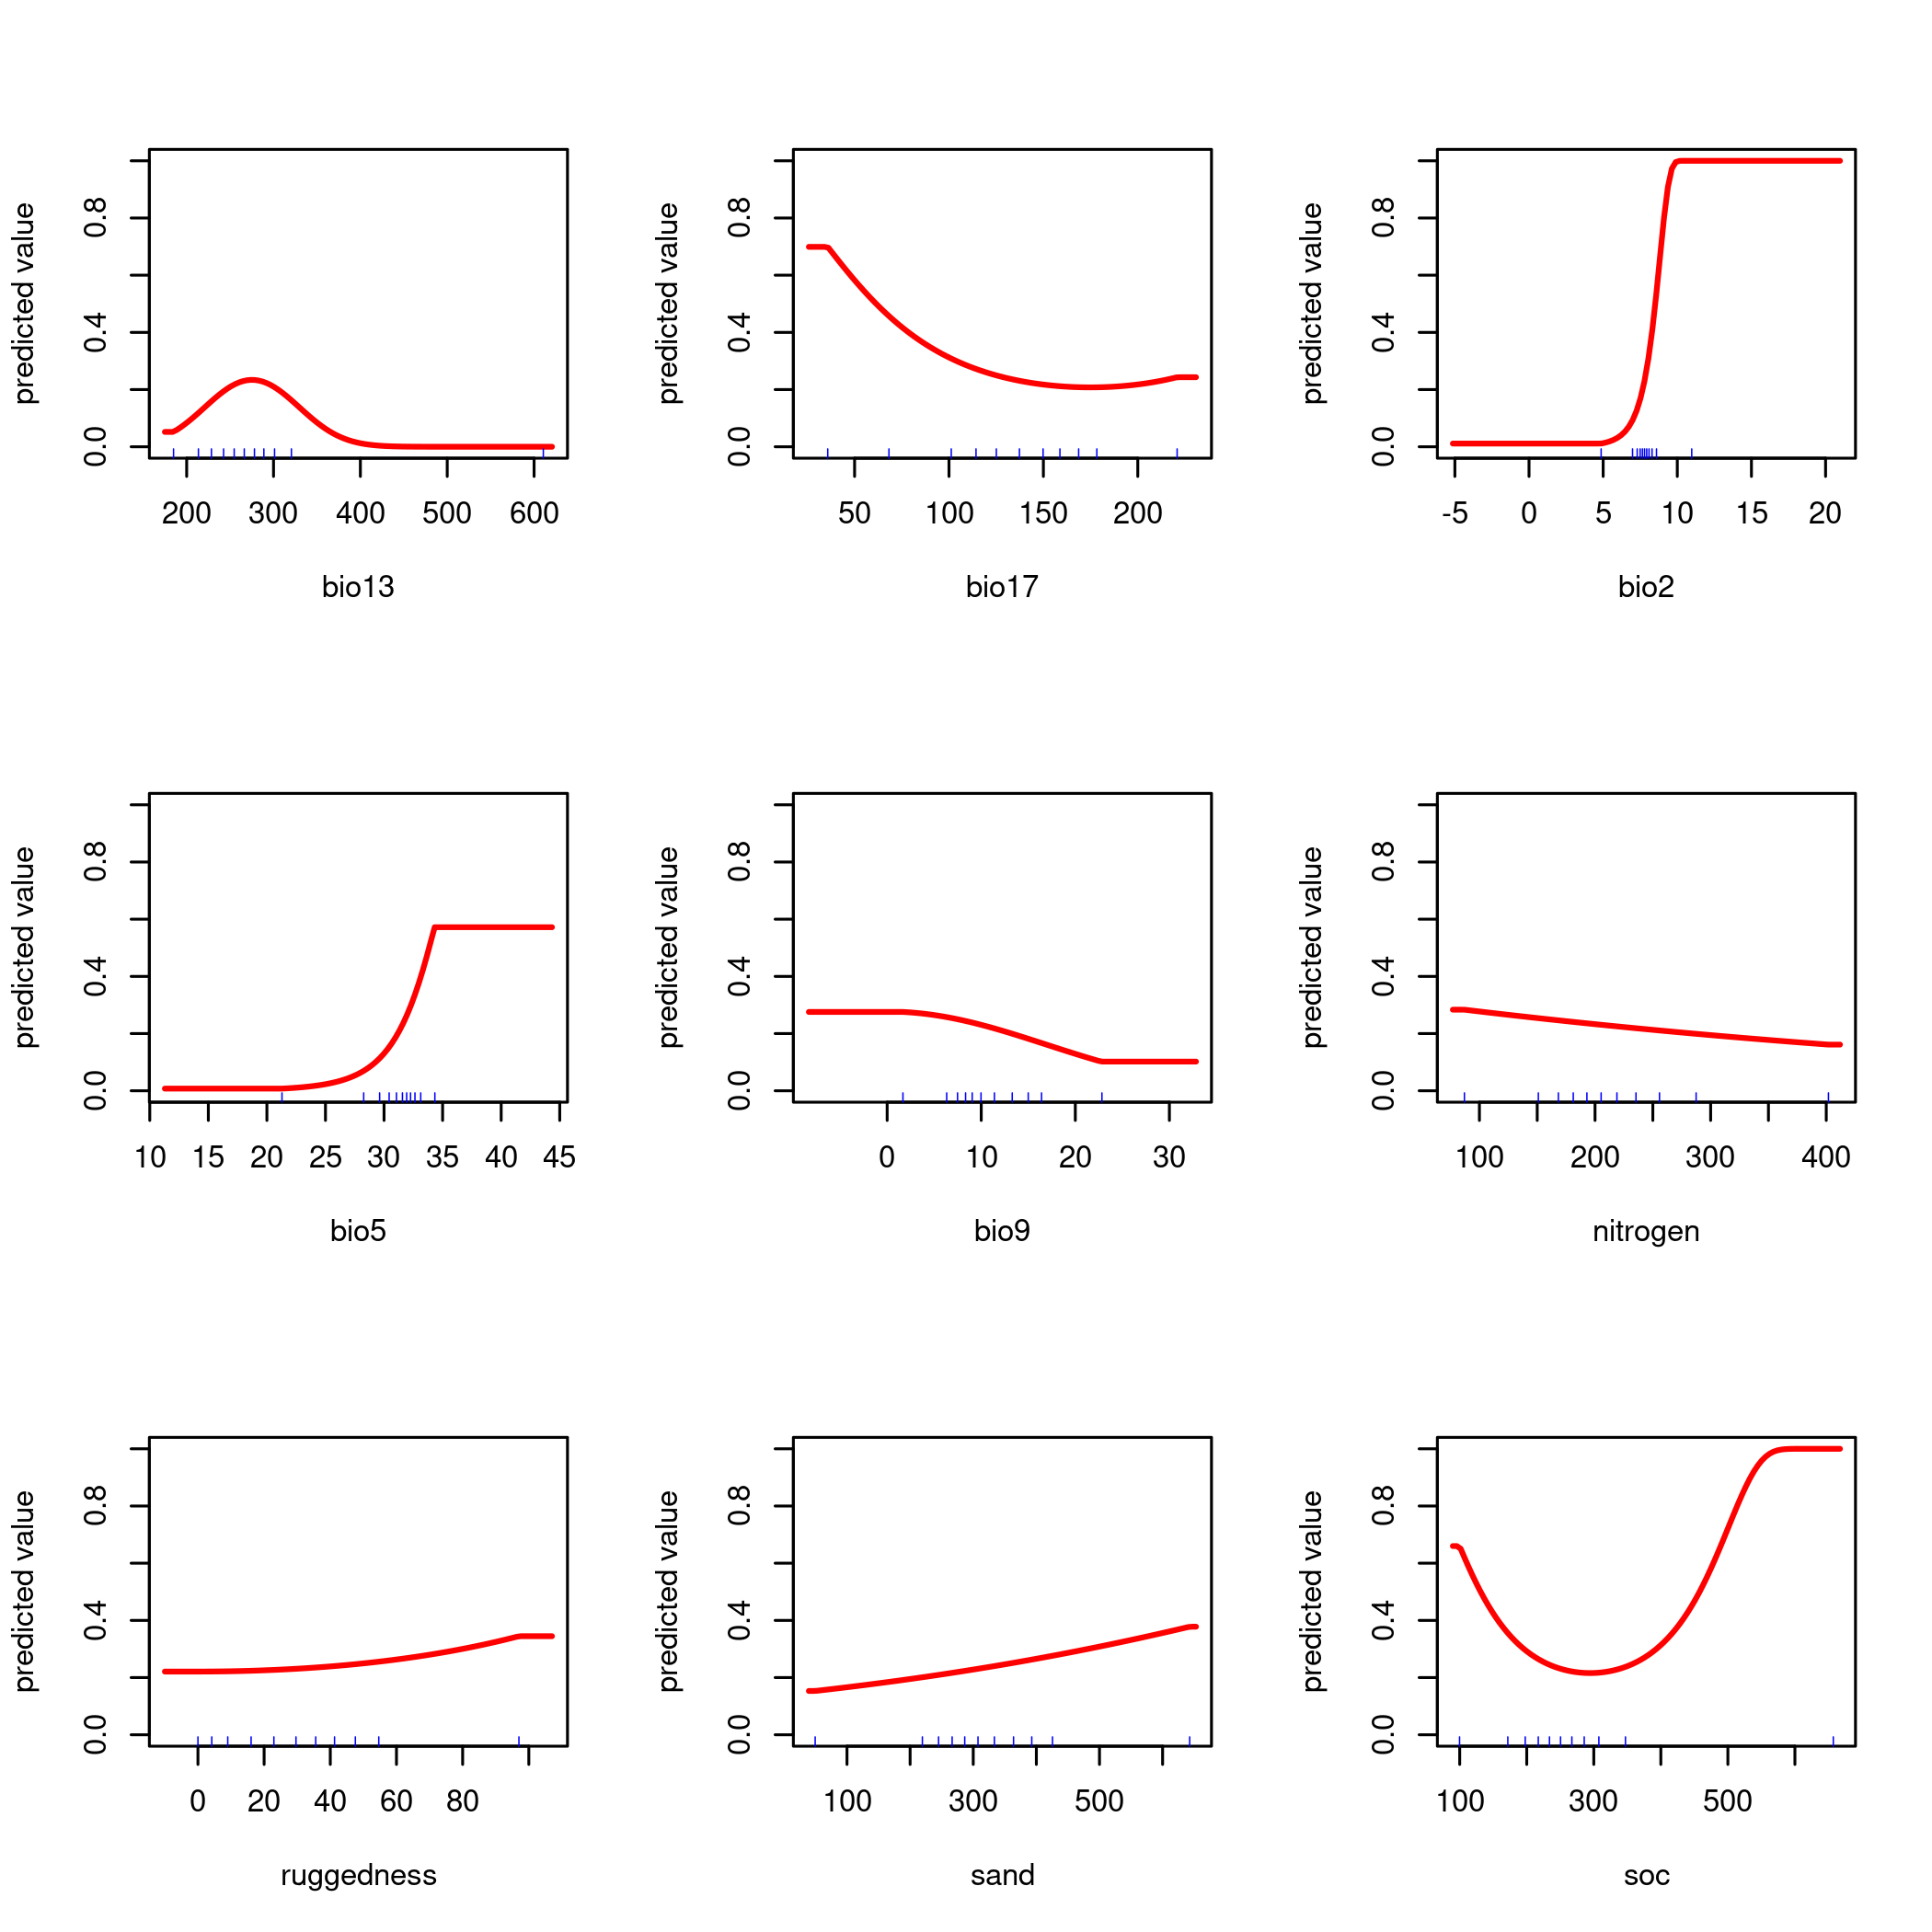 predicted value
0.0 0.4 0.8
200 300 400 500 600
bio13
predicted value
0.0 0.4 0.8
50 100 150 200
bio17
predicted value
0.0 0.4 0.8
-5 0 5 10 15 20
bio2
predicted value
0.0 0.4 0.8
10 15 20 25 30 35 40 45
bio5
predicted value
0.0 0.4 0.8
0 10 20 30
bio9
predicted value
0.0 0.4 0.8
100 200 300 400
nitrogen
predicted value
0.0 0.4 0.8
0 20 40 60 80
ruggedness
predicted value
0.0 0.4 0.8
100 300 500
sand
predicted value
0.0 0.4 0.8
100 300 500
soc